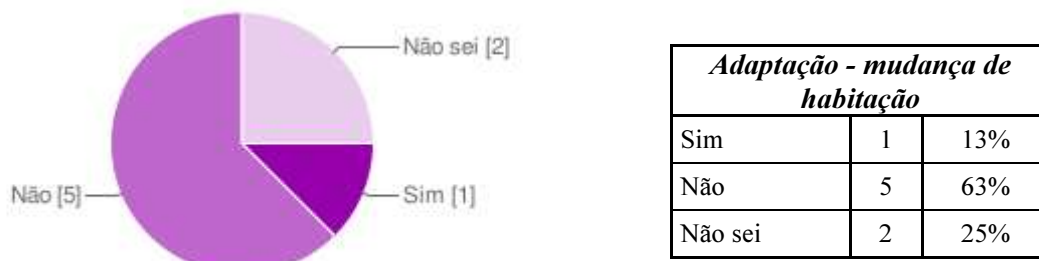 Não sei [2]
Não [5]
Sim [1]
Adaptação - mudança de
habitação
Sim 1 13%
Não 5 63%
Não sei 2 25%